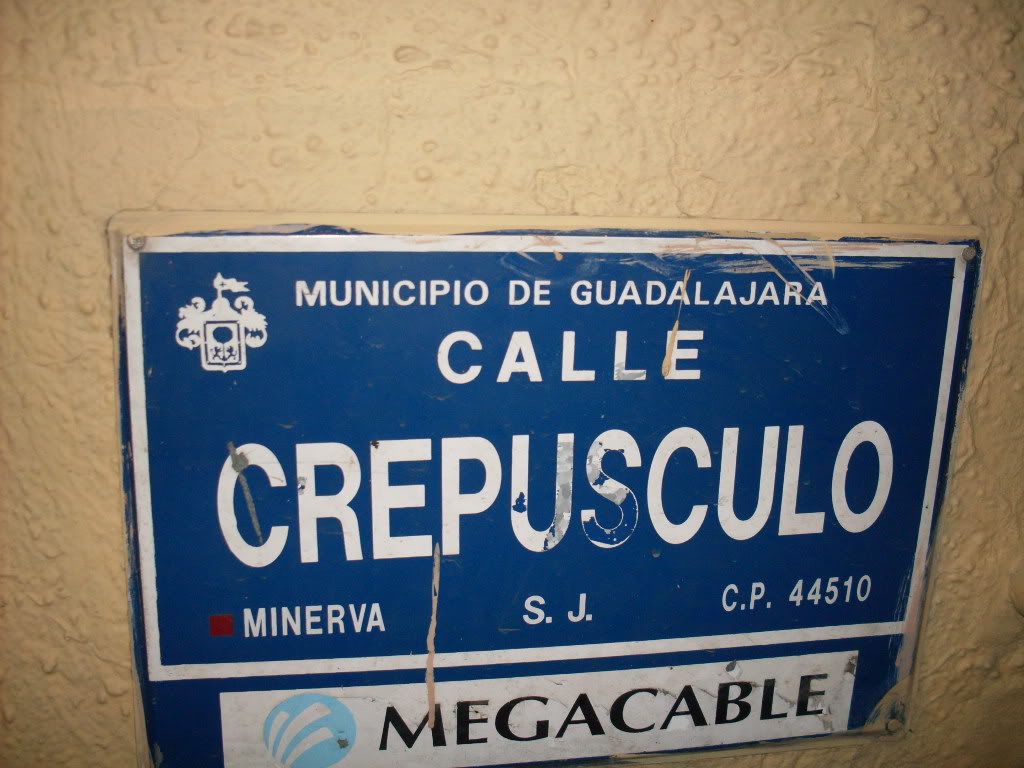 MUNICIPIO DE GUADALAJARA
CALLE
CREPUSCULO
MINERVA S. J. C.P. 44510
MEGACABLE